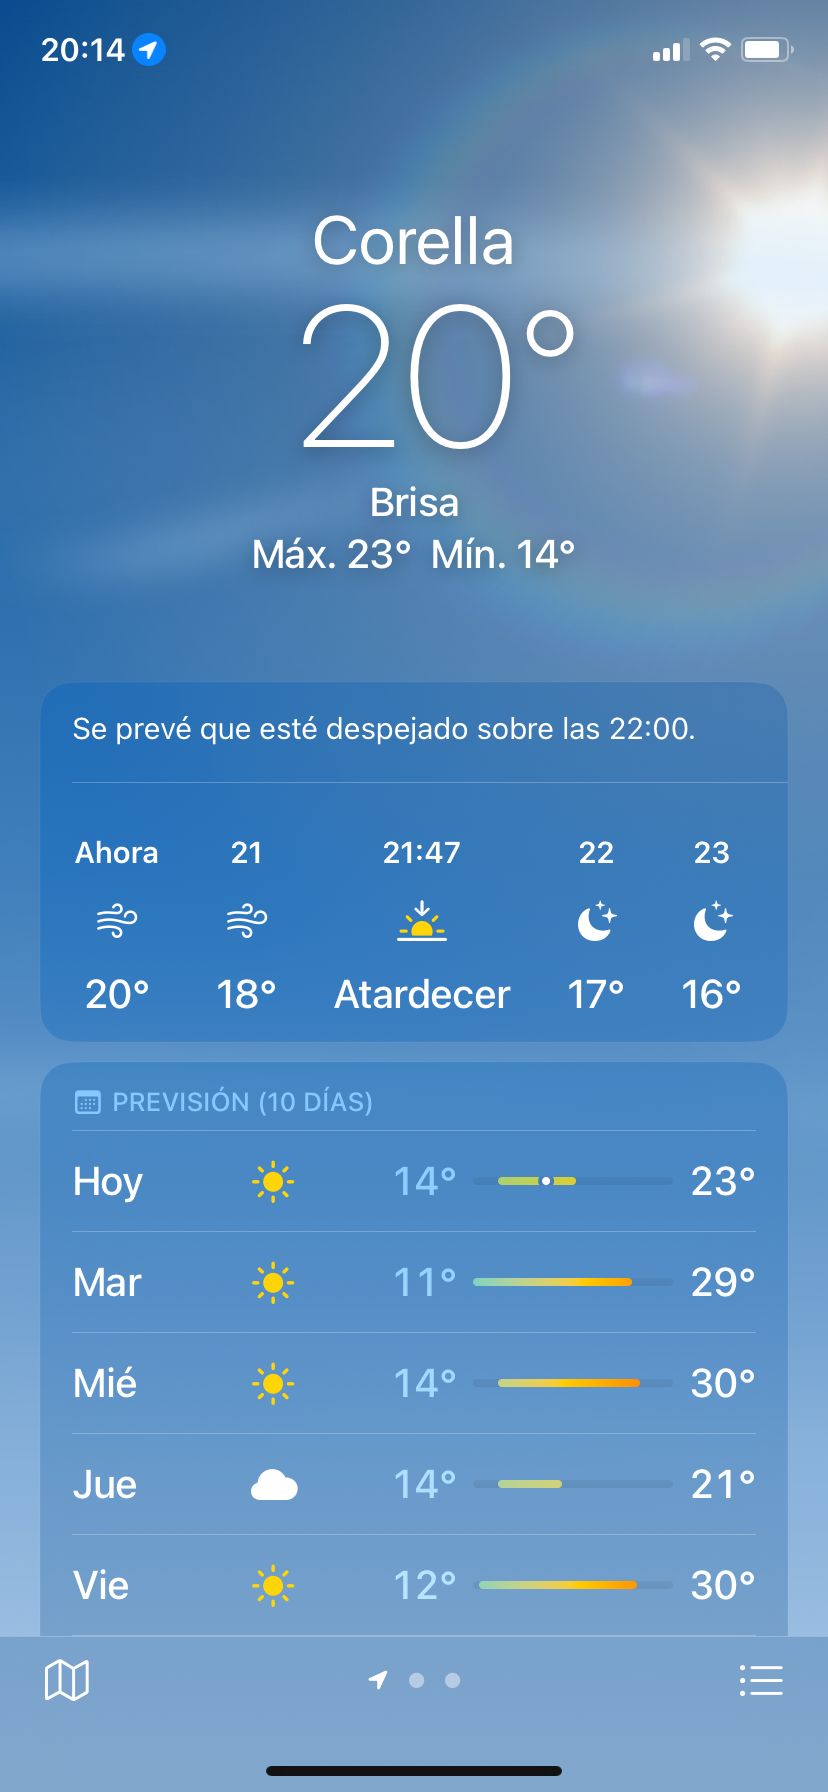 20:14
Corella
20°
Brisa
Máx. 23° Mín. 14°
Se prevé que esté despejado sobre las 22:00.
Ahora 21 21:47 22 23
20° 18° Atardecer 17° 16°
PREVISIÓN (10 DÍAS)
Hoy 14° 23°
Mar 11° 29°
Mié 14° 30°
Jue 14° 21°
Vie 12° 30°